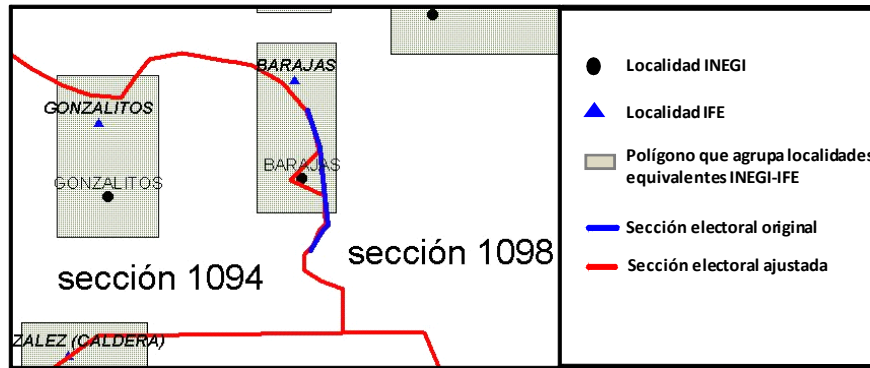 BARAJAS
GONZALITOS
BARAJAS
GONZALITOS
sección 1098
sección 1094
ZALEZ (CALDERA)
Localidad INEGI
Localidad IFE
Polígono que agrupa localidades
equivalentes INEGI-IFE
Sección electoral original
Sección electoral ajustada